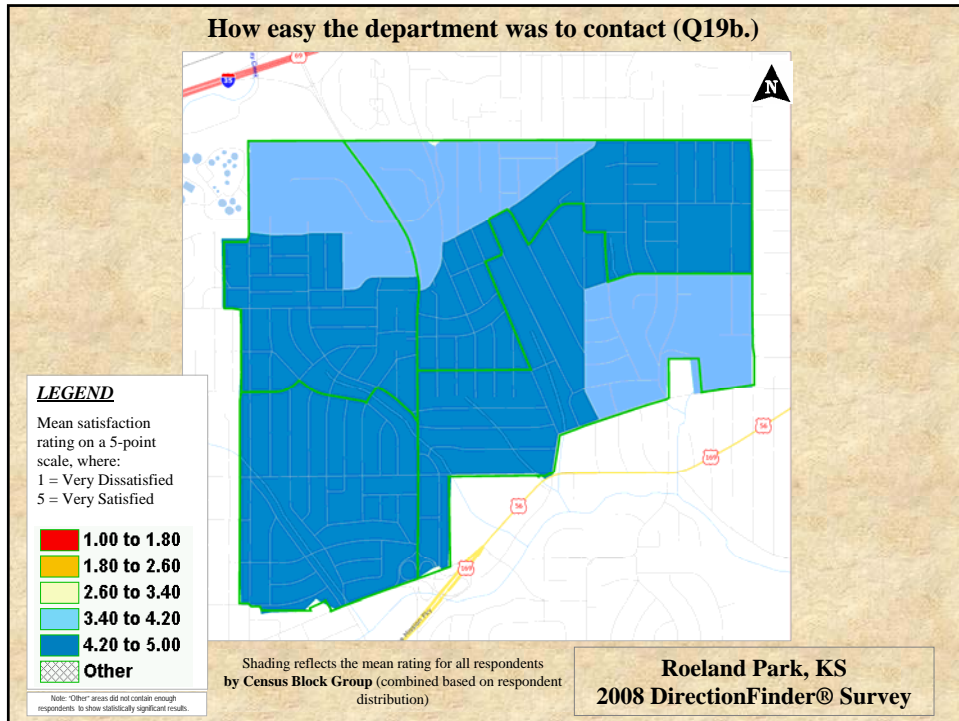 How easy the department was to contact (Q19b.)
69
35
N
LEGEND
Mean satisfaction
rating on a 5-point
scale, where:
1 = Very Dissatisfied
5 = Very Satisfied
1.00 to 1.80
1.80 to 2.60
2.60 to 3.40
3.40 to 4.20
4.20 to 5.00
Other
Note: "Other" areas did not contain enough
respondents to show statistically significant results.
56
169
56
169
Mission Pky
Shading reflects the mean rating for all respondents
by Census Block Group (combined based on respondent
distribution)
Roeland Park, KS
2008 DirectionFinder® Survey